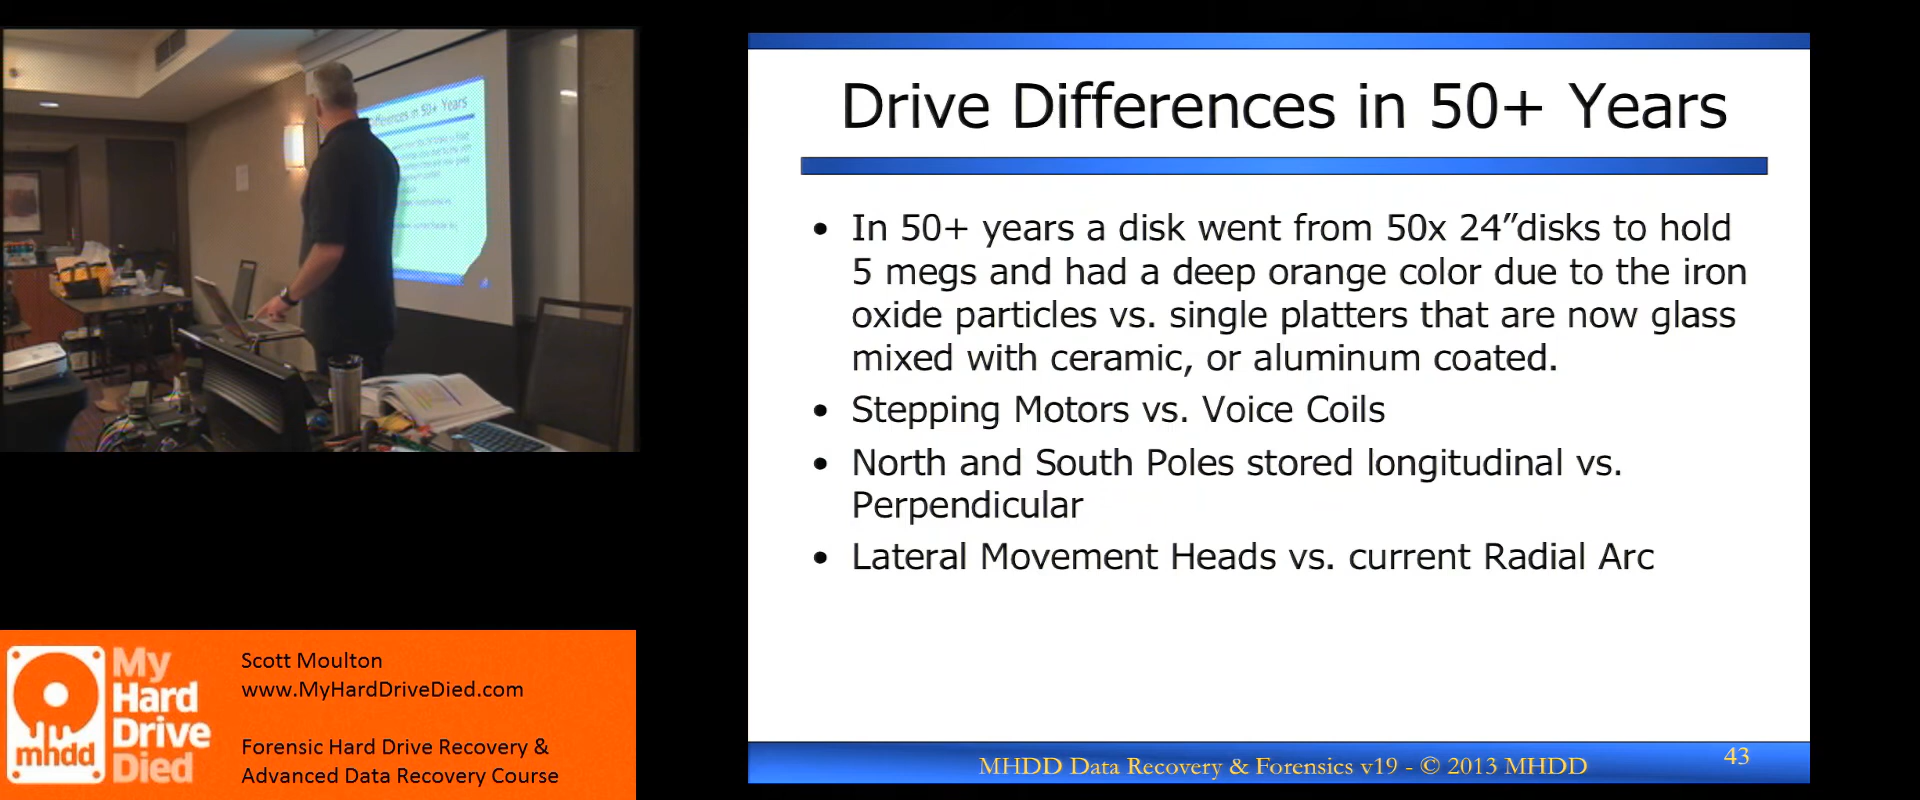 Differences in 50+ Years
Drive Differences in 50+ Years
• In 50+ years a disk went from 50x 24”disks to hold
5 megs and had a deep orange color due to the iron
oxide particles vs. single platters that are now glass
mixed with ceramic, or aluminum coated.
• Stepping Motors vs. Voice Coils
• North and South Poles stored longitudinal vs.
Perpendicular
• Lateral Movement Heads vs. current Radial Arc
MHDD Data Recovery & Forensics v19 - © 2013 MHDD
43
mhdd
My
Hard
Drive
Died
Scott Moulton
www.MyHardDriveDied.com
Forensic Hard Drive Recovery &
Advanced Data Recovery Course